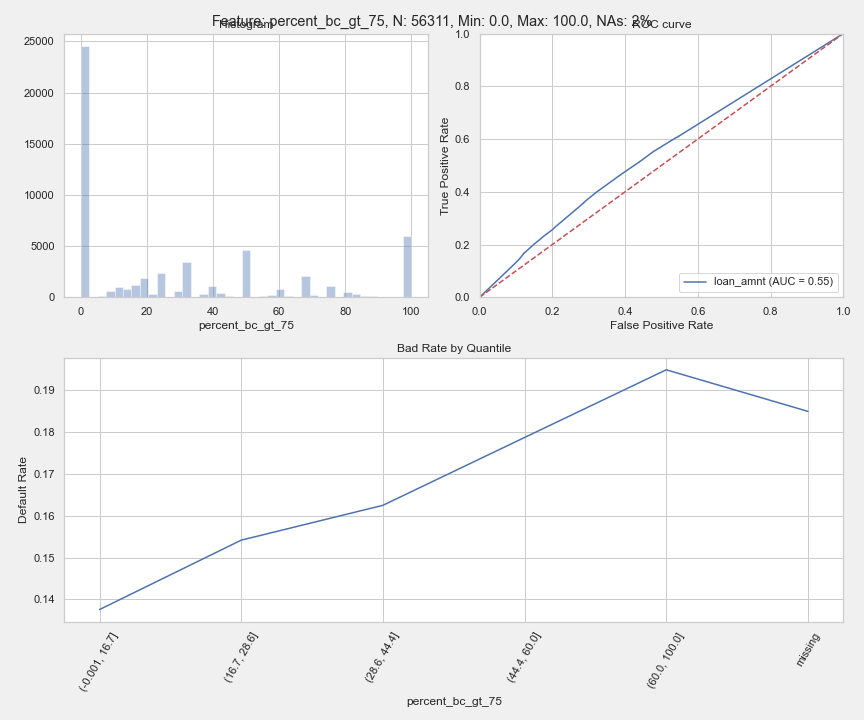 Feature: percent_bc_gt_75, N: 56311, Min: 0.0, Max: 100.0, NAs: 2%
Histogram
25000
20000
15000
10000
5000
0
0 20 40 60 80 100
percent_bc_gt_75
ROC curve
True Positive Rate
1.0
0.8
0.6
0.4
0.2
0.0
loan_amnt (AUC = 0.55)
0.0 0.2 0.4 0.6 0.8 1.0
False Positive Rate
Bad Rate by Quantile
Default Rate
0.19
0.18
0.17
0.16
0.15
0.14
(-0.001, 16.7]
(16.7, 28.6]
(28.6, 44.4]
(44.4, 60.0]
(60.0, 100.0]
missing
percent_bc_gt_75